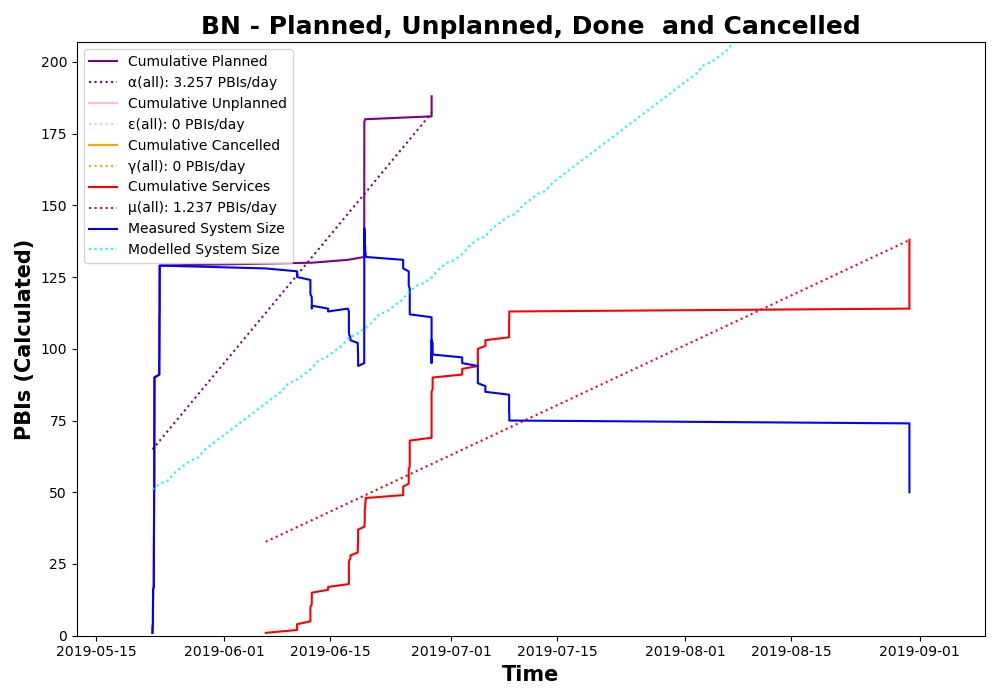 BN - Planned, Unplanned, Done  and Cancelled
PBIs (Calculated)
200
175
150
125
100
75
50
25
0
Cumulative Planned
α(all): 3.257 PBIs/day
Cumulative Unplanned
ε(all): 0 PBIs/day
Cumulative Cancelled
γ(all): 0 PBIs/day
Cumulative Services
μ(all): 1.237 PBIs/day
Measured System Size
Modelled System Size
2019-05-15
2019-06-01
2019-06-15
2019-07-01
2019-07-15
2019-08-01
2019-08-15
2019-09-01
Time